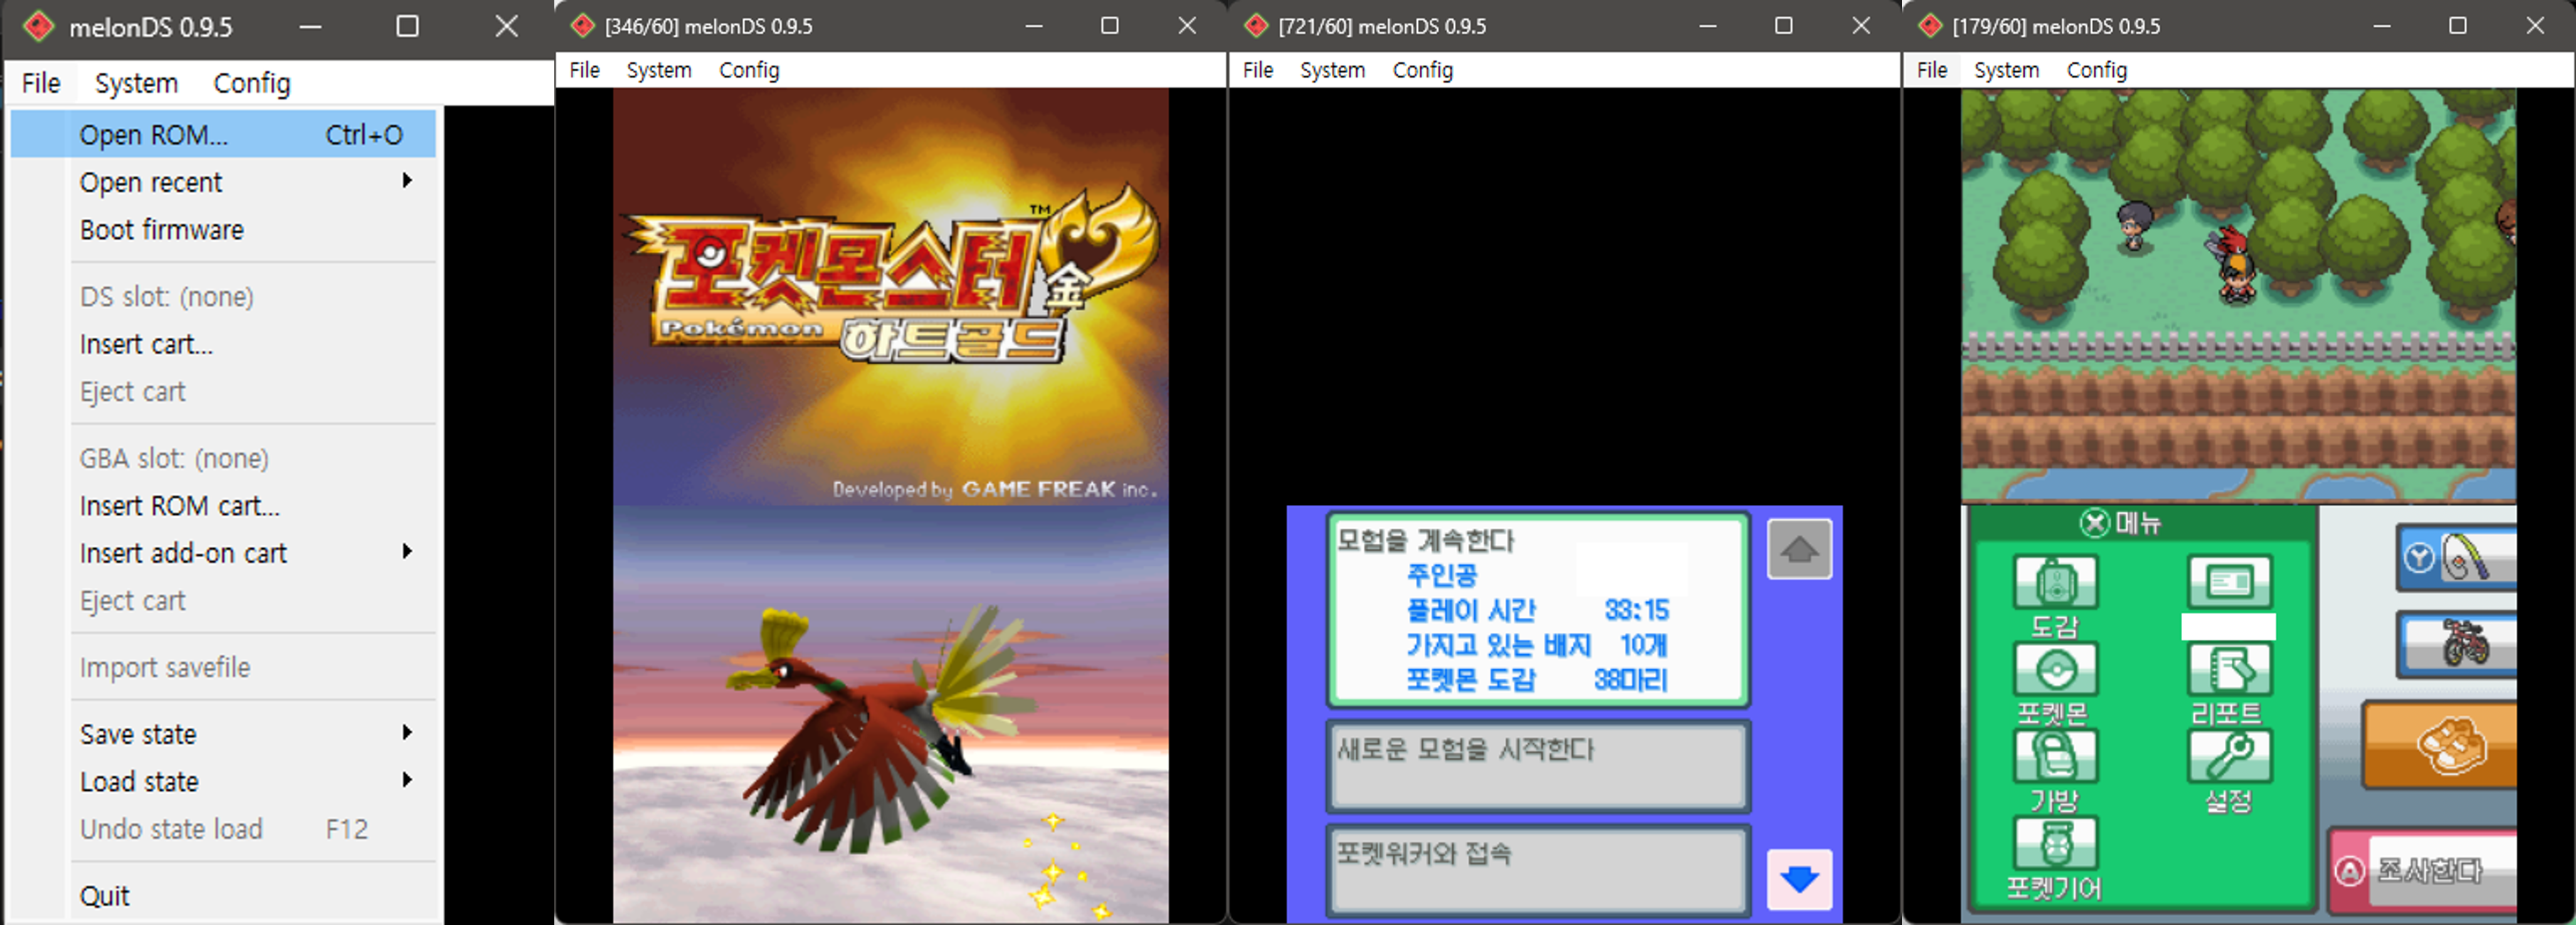 melonDS 0.9.5
File System Config
Open ROM... Ctrl+O
Open recent
Boot firmware
DS slot: (none)
Insert cart...
Eject cart
GBA slot: (none)
Insert ROM cart...
Insert add-on cart
Eject cart
Import savefile
Save state
Load state
Undo state load F12
Quit
[346/60] melonDS 0.9.5
File System Config
TM
포켓몬스터
金
Pokémon 하트골드
Developed by GAME FREAK inc.
[721/60] melonDS 0.9.5
File System Config
모험을 계속한다
주인공
플레이 시간 33:15
가지고 있는 배지 10개
포켓몬 도감 38마리
새로운 모험을 시작한다
포켓워커와 접속
[179/60] melonDS 0.9.5
File System Config
X 메뉴
도감
포켓몬 리포트
가방 설정
포켓기어
Y
A 조사한다